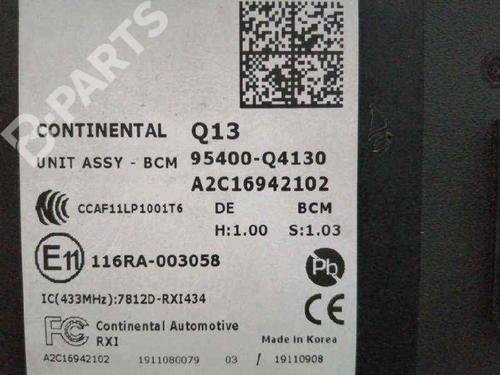 B-PARTS
CONTINENTAL Q13
UNIT ASSY - BCM 95400-Q4130
A2C16942102
CCAF11LP1001T6 DE BCM
H:1.00 S:1.03
E11 116RA-003058
Pb
IC(433MHz):7812D-RXI434
FC Continental Automotive
RXI
CE
Made in Korea
A2C16942102 1911080079 03 / 19110908